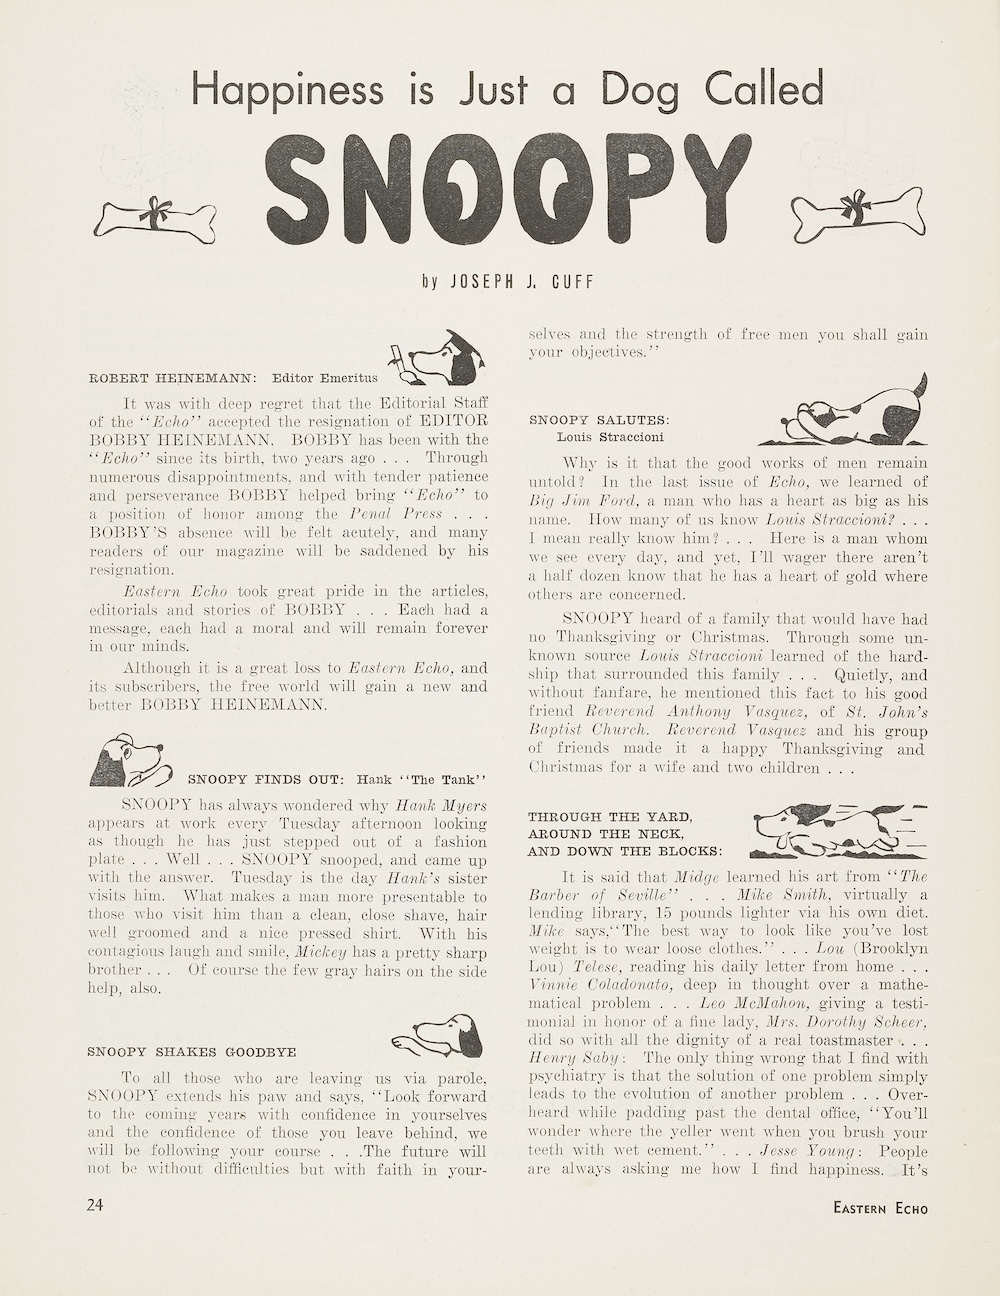 Happiness is Just a Dog Called
SNOOPY
by JOSEPH J. CUFF
ROBERT HEINEMANN: Editor Emeritus
It was with deep regret that the Editorial Staff
of the “Echo” accepted the resignation of EDITOR
BOBBY HEINEMANN. BOBBY has been with the
“Echo” since its birth, two years ago . . . Through
numerous disappointments, and with tender patience
and perseverance BOBBY helped bring “Echo” to
a position of honor among the Penal Press . . .
BOBBY'S absence will be felt acutely, and many
readers of our magazine will be saddened by his
resignation.
Eastern Echo took great pride in the articles,
editorials and stories of BOBBY . . . Each had a
message, each had a moral and will remain forever
in our minds.
Although it is a great loss to Eastern Echo, and
its subscribers, the free world will gain a new and
better BOBBY HEINEMANN.
SNOOPY FINDS OUT: Hank “The Tank”
SNOOPY has always wondered why Hank Myers
appears at work every Tuesday afternoon looking
as though he has just stepped out of a fashion
plate . . . Well . . . SNOOPY snooped, and came up
with the answer. Tuesday is the day Hank's sister
visits him. What makes a man more presentable to
those who visit him than a clean, close shave, hair
well groomed and a nice pressed shirt. With his
contagious laugh and smile, Mickey has a pretty sharp
brother . . . Of course the few gray hairs on the side
help, also.
SNOOPY SHAKES GOODBYE
To all those who are leaving us via parole,
SNOOPY extends his paw and says, “Look forward
to the coming years with confidence in yourselves
and the confidence of those you leave behind, we
will be following your course . . .The future will
not be without difficulties but with faith in your-
selves and the strength of free men you shall gain
your objectives.”
SNOOPY SALUTES:
Louis Straccioni
Why is it that the good works of men remain
untold? In the last issue of Echo, we learned of
Big Jim Ford, a man who has a heart as big as his
name. How many of us know Louis Straccioni? . . .
I mean really know him? . . . Here is a man whom
we see every day, and yet, I'll wager there aren't
a half dozen know that he has a heart of gold where
others are concerned.
SNOOPY heard of a family that would have had
no Thanksgiving or Christmas. Through some un-
known source Louis Straccioni learned of the hard-
ship that surrounded this family . . . Quietly, and
without fanfare, he mentioned this fact to his good
friend Reverend Anthony Vasquez, of St. John's
Baptist Church. Reverend Vasquez and his group
of friends made it a happy Thanksgiving and
Christmas for a wife and two children . . .
THROUGH THE YARD,
AROUND THE NECK,
AND DOWN THE BLOCKS:
It is said that Midge learned his art from “The
Barber of Seville” . . . Mike Smith, virtually a
lending library, 15 pounds lighter via his own diet.
Mike says,“The best way to look like you've lost
weight is to wear loose clothes.” . . . Lou (Brooklyn
Lou) Telese, reading his daily letter from home . . .
Vinnie Coladonato, deep in thought over a mathe-
matical problem . . . Leo McMahon, giving a testi-
monial in honor of a fine lady, Mrs. Dorothy Scheer,
did so with all the dignity of a real toastmaster . . .
Henry Saby: The only thing wrong that I find with
psychiatry is that the solution of one problem simply
leads to the evolution of another problem . . . Over-
heard while padding past the dental office, “You'll
wonder where the yeller went when you brush your
teeth with wet cement.” . . . Jesse Young: People
are always asking me how I find happiness. It's
24
EASTERN ECHO